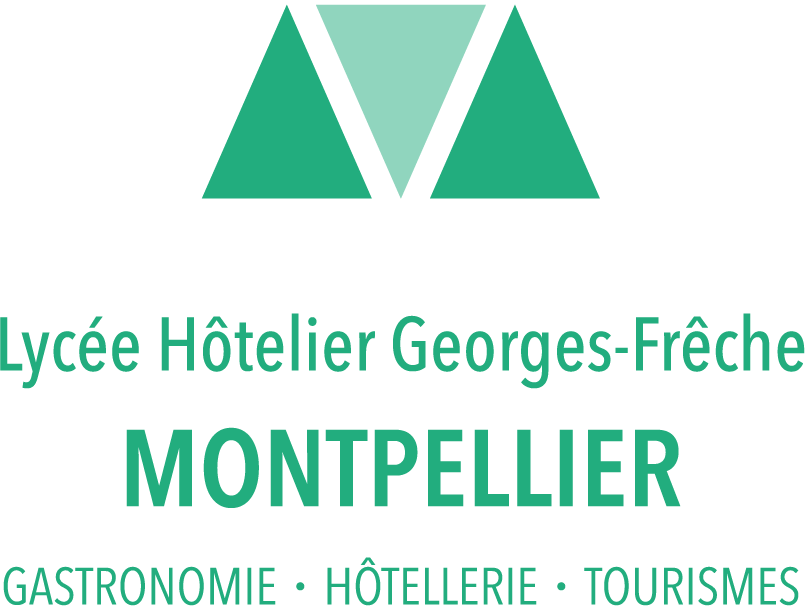 Lycée Hôtelier Georges-Frêche
MONTPELLIER
GASTRONOMIE · HÔTELLERIE · TOURISMES